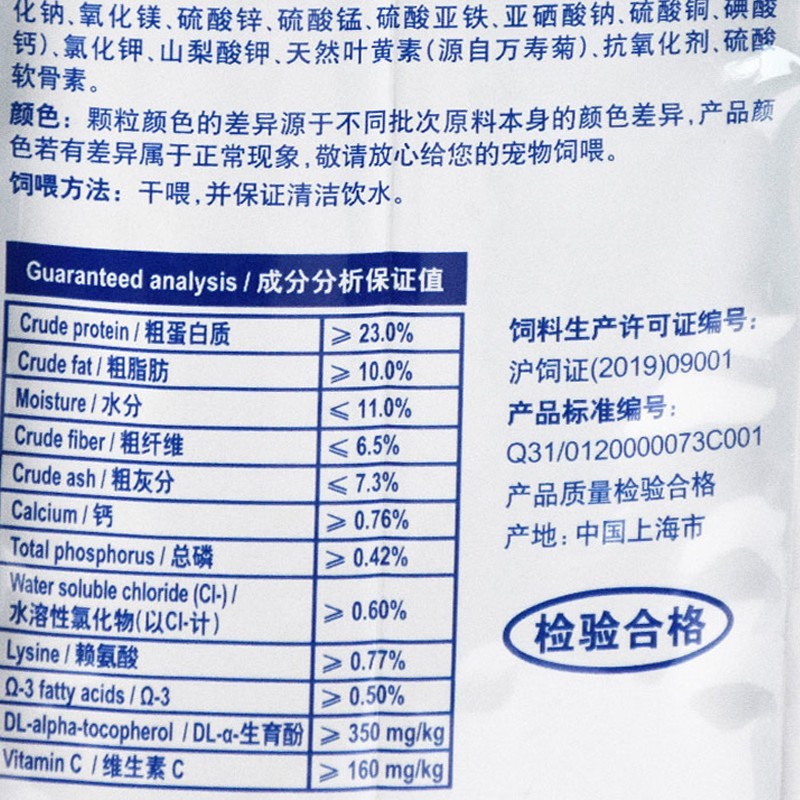 化钠、氧化镁、硫酸锌、硫酸锰、硫酸亚铁、亚硒酸钠、硫酸铜、碘酸
钙)、氯化钾、山梨酸钾、天然叶黄素(源自万寿菊)、抗氧化剂、硫酸
软骨素。
颜色：颗粒颜色的差异源于不同批次原料本身的颜色差异,产品颜
色若有差异属于正常现象,敬请放心给您的宠物饲喂。
饲喂方法：干喂,并保证清洁饮水。
Guaranteed analysis / 成分分析保证值
Crude protein / 粗蛋白质 ⩾ 23.0%
Crude fat / 粗脂肪 ⩾ 10.0%
Moisture / 水分 ⩽ 11.0%
Crude fiber / 粗纤维 ⩽ 6.5%
Crude ash / 粗灰分 ⩽ 7.3%
Calcium / 钙 ⩾ 0.76%
Total phosphorus / 总磷 ⩾ 0.42%
Water soluble chloride (Cl-) /
水溶性氯化物(以Cl-计) ⩾ 0.60%
Lysine / 赖氨酸 ⩾ 0.77%
Ω-3 fatty acids / Ω-3 ⩾ 0.50%
DL-alpha-tocopherol / DL-α-生育酚 ⩾ 350 mg/kg
Vitamin C / 维生素 C ⩾ 160 mg/kg
饲料生产许可证编号：
沪饲证(2019)09001
产品标准编号：
Q31/0120000073C001
产品质量检验合格
产地：中国上海市
检验合格